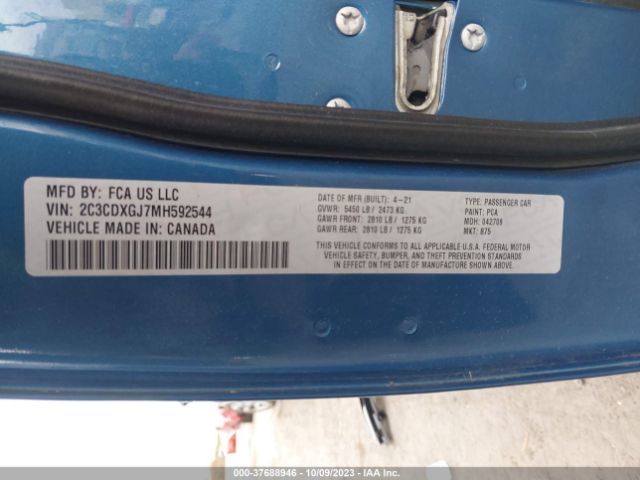 MFD BY: FCA US LLC
VIN: 2C3CDXGJ7MH592544
VEHICLE MADE IN: CANADA
DATE OF MFR (BUILT): 4-21
GVWR: 5450 LB / 2473 KG
GAWR FRONT: 2810 LB / 1275 KG
GAWR REAR: 2810 LB / 1275 KG
TYPE: PASSENGER CAR
PAINT: PCA
MDH: 042708
MKT: 875
THIS VEHICLE CONFORMS TO ALL APPLICABLE U.S.A. FEDERAL MOTOR
VEHICLE SAFETY, BUMPER, AND THEFT PREVENTION STANDARDS
IN EFFECT ON THE DATE OF MANUFACTURE SHOWN ABOVE.
000-37688946 - 10/09/2023 - IAA Inc.